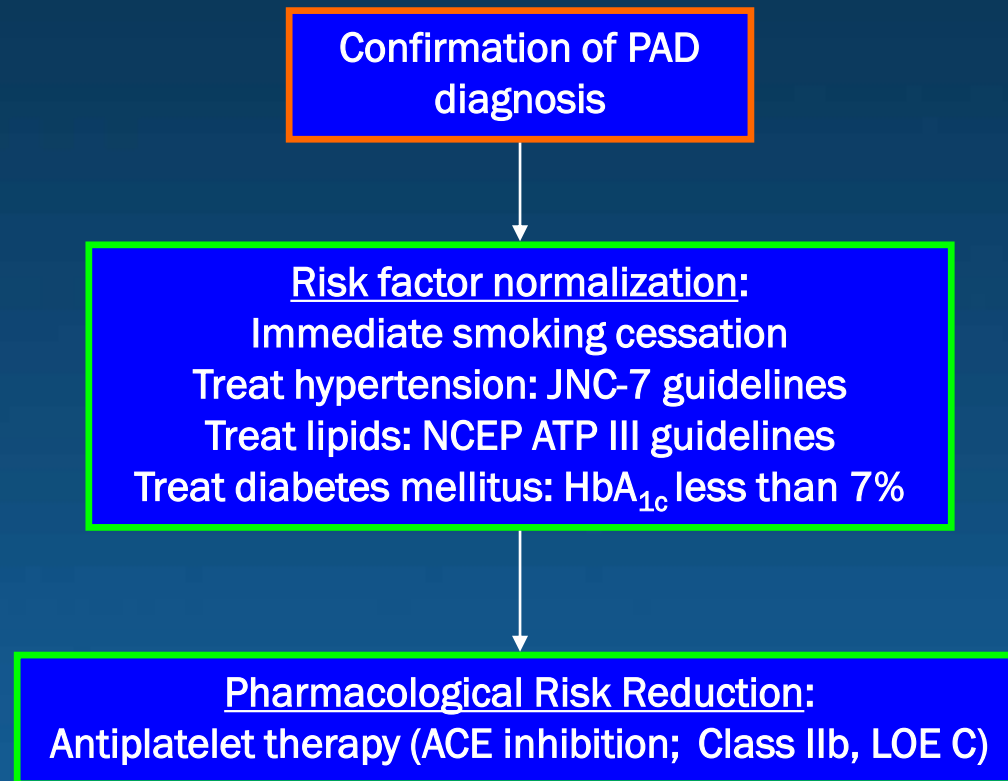 Confirmation of PAD
diagnosis
Risk factor normalization:
Immediate smoking cessation
Treat hypertension: JNC-7 guidelines
Treat lipids: NCEP ATP III guidelines
Treat diabetes mellitus: HbA1c less than 7%
Pharmacological Risk Reduction:
Antiplatelet therapy (ACE inhibition; Class IIb, LOE C)